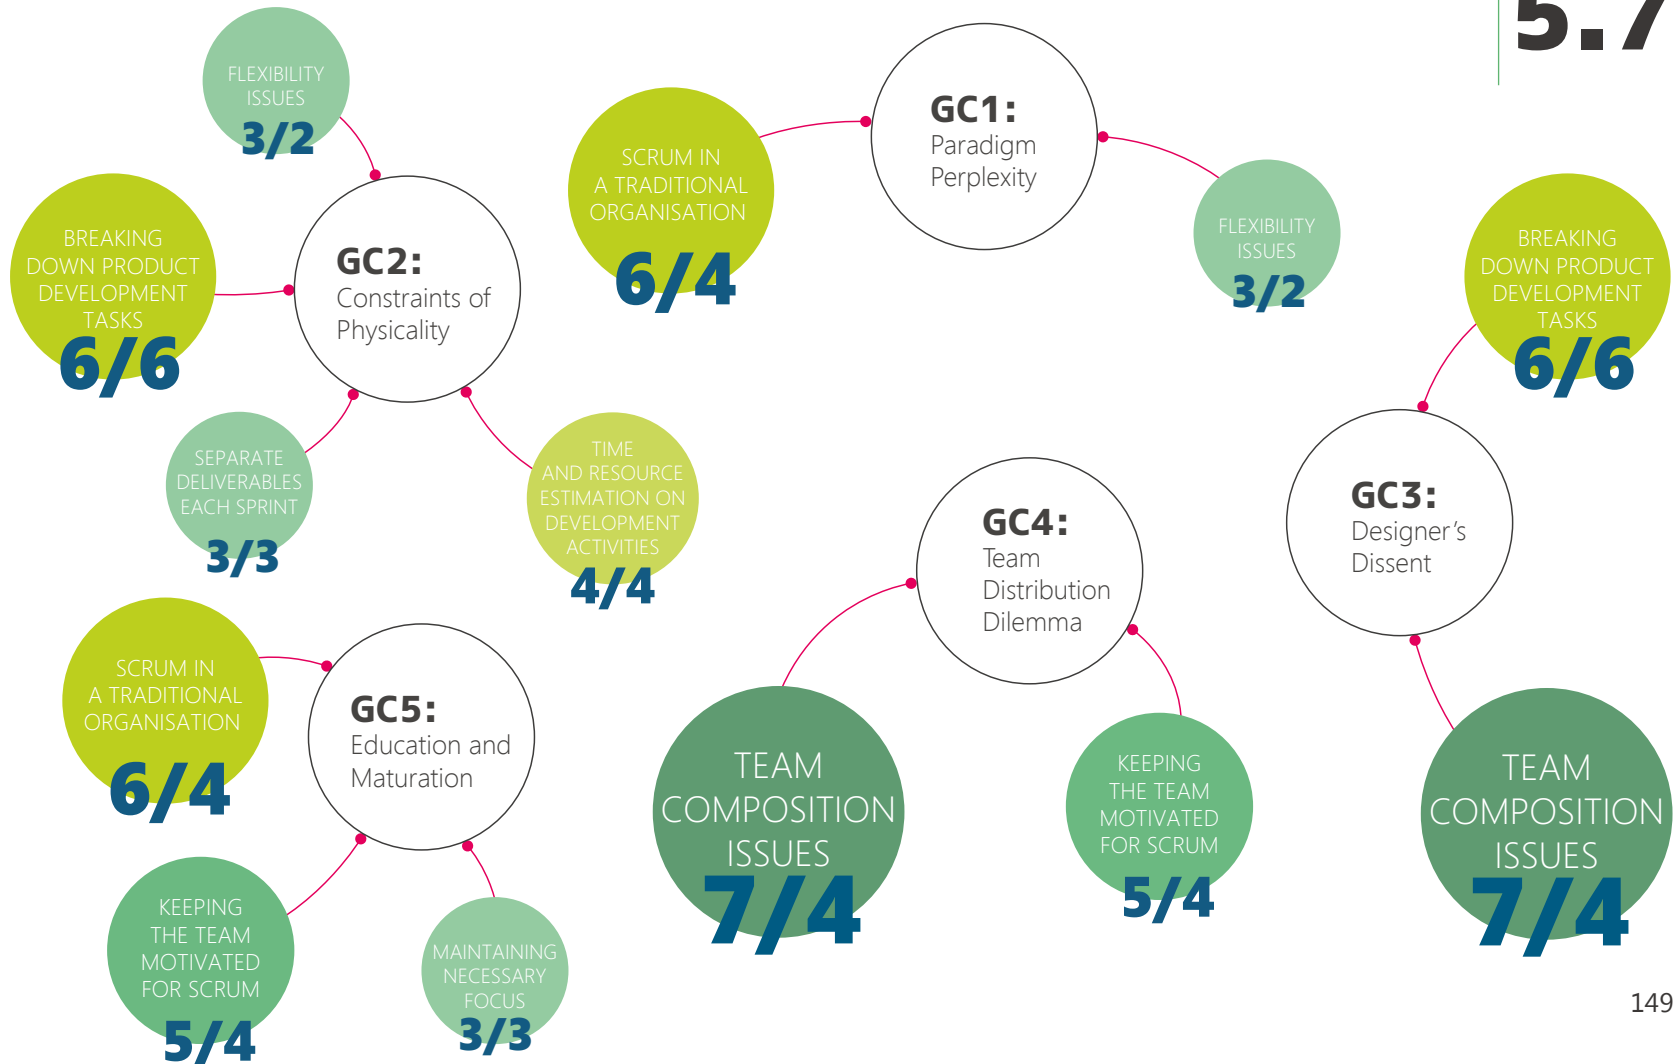 5.7
FLEXIBILITY
ISSUES
3/2
BREAKING
DOWN PRODUCT
DEVELOPMENT
TASKS
6/6
GC2:
Constraints of
Physicality
SEPARATE
DELIVERABLES
EACH SPRINT
3/3
TIME
AND RESOURCE
ESTIMATION ON
DEVELOPMENT
ACTIVITIES
4/4
SCRUM IN
A TRADITIONAL
ORGANISATION
6/4
GC1:
Paradigm
Perplexity
FLEXIBILITY
ISSUES
3/2
BREAKING
DOWN PRODUCT
DEVELOPMENT
TASKS
6/6
GC3:
Designer’s
Dissent
TEAM
COMPOSITION
ISSUES
7/4
GC4:
Team
Distribution
Dilemma
TEAM
COMPOSITION
ISSUES
7/4
KEEPING
THE TEAM
MOTIVATED
FOR SCRUM
5/4
SCRUM IN
A TRADITIONAL
ORGANISATION
6/4
GC5:
Education and
Maturation
KEEPING
THE TEAM
MOTIVATED
FOR SCRUM
5/4
MAINTAINING
NECESSARY
FOCUS
3/3
149